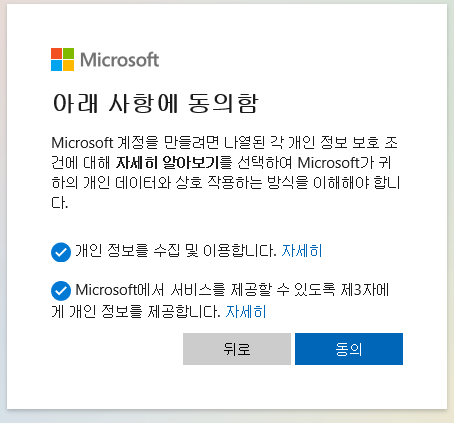 Microsoft
아래 사항에 동의함
Microsoft 계정을 만들려면 나열된 각 개인 정보 보호 조
건에 대해 자세히 알아보기를 선택하여 Microsoft가 귀
하의 개인 데이터와 상호 작용하는 방식을 이해해야 합니
다.
개인 정보를 수집 및 이용합니다. 자세히
Microsoft에서 서비스를 제공할 수 있도록 제3자에
게 개인 정보를 제공합니다. 자세히
뒤로
동의